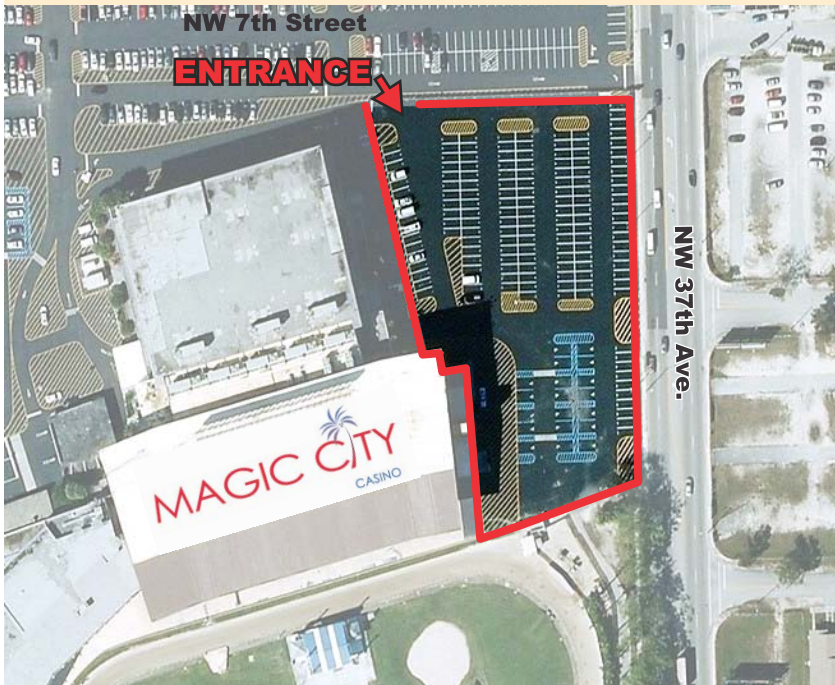 NW 7th Street
ENTRANCE
NW 37th Ave.
MAGIC CITY
CASINO